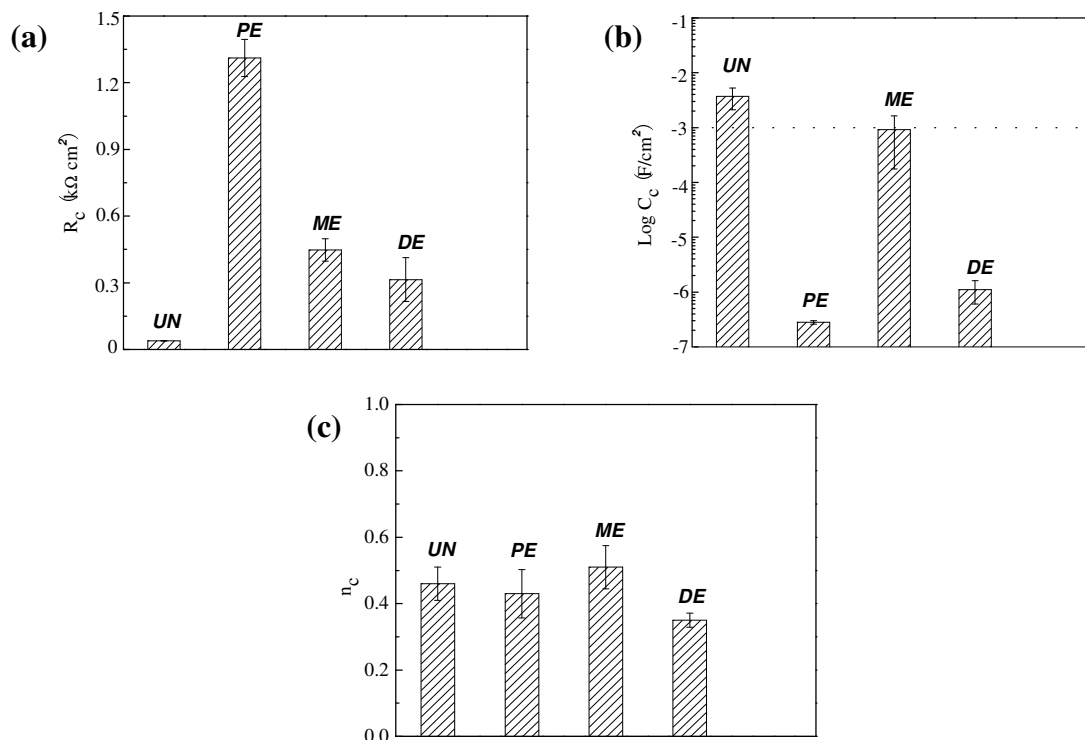 (a)
1.5
1.2
0.9
0.6
0.3
0
R_c (kΩ cm²)
UN
PE
ME
DE
(b)
-1
-2
-3
-4
-5
-6
-7
Log C_c (F/cm²)
UN
PE
ME
DE
(c)
1.0
0.8
0.6
0.4
0.2
0.0
n_c
UN
PE
ME
DE